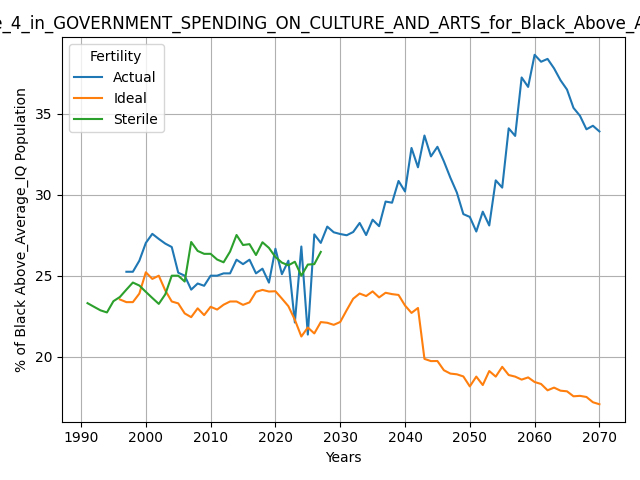 _4_in_GOVERNMENT_SPENDING_ON_CULTURE_AND_ARTS_for_Black_Above_A
Fertility
Actual
Ideal
Sterile
% of Black Above_Average_IQ Population
35
30
25
20
1990 2000 2010 2020 2030 2040 2050 2060 2070
Years